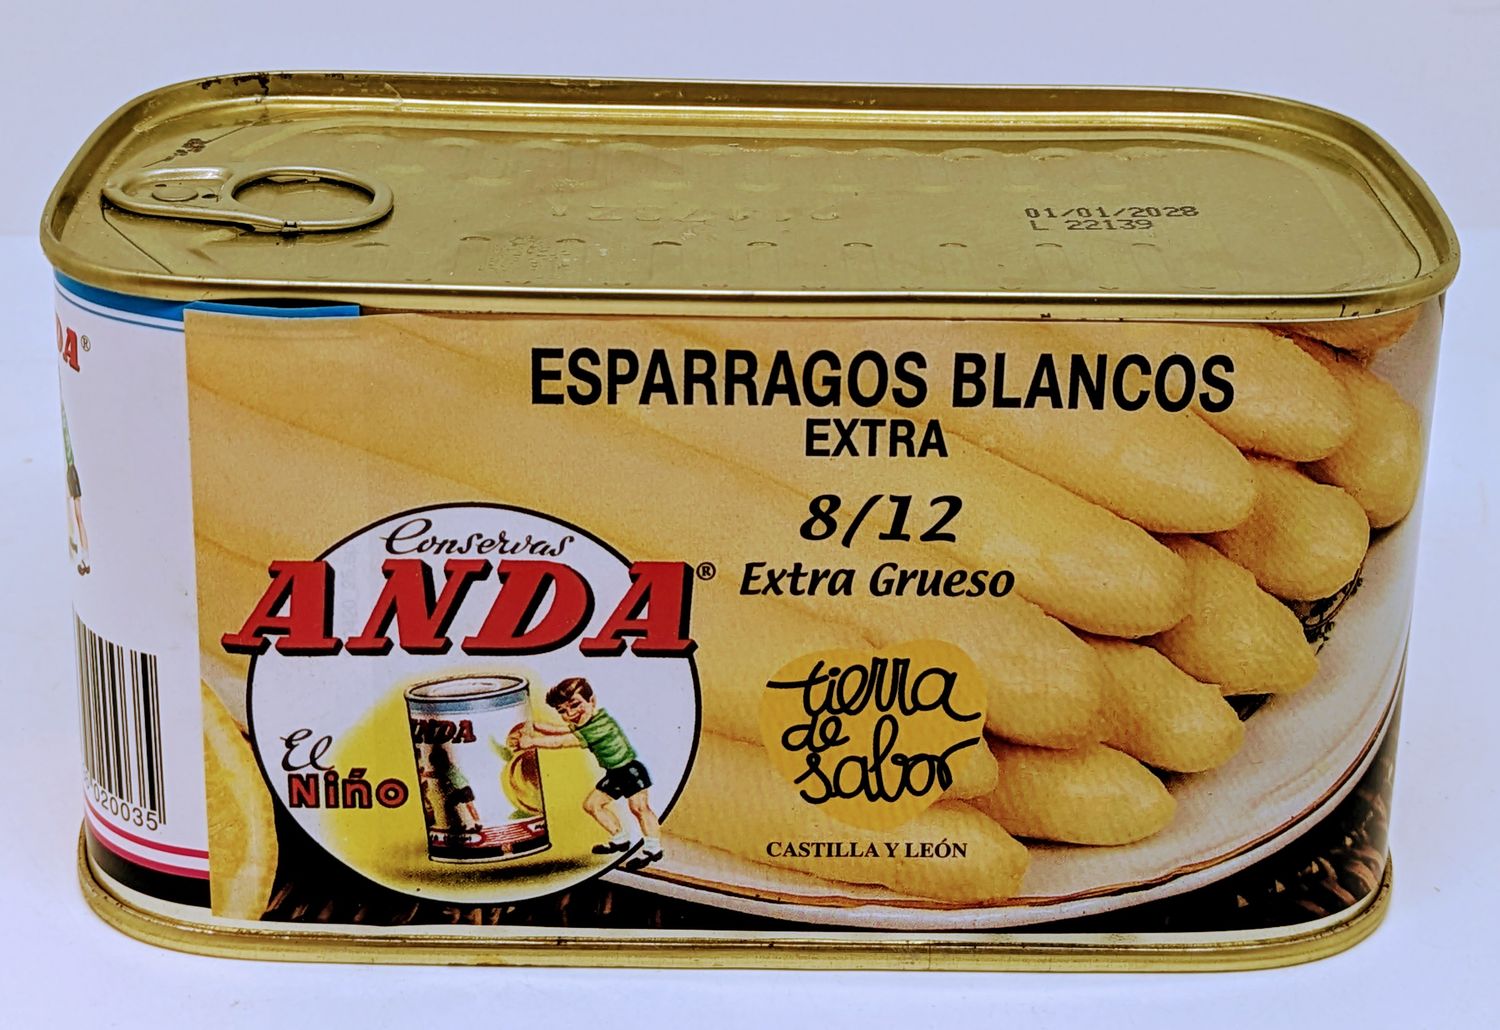 01/01/2028
L 22139
DA®
ESPARRAGOS BLANCOS
EXTRA
8/12
Extra Grueso
Conservas
ANDA®
El
Niño
ANDA
tierra
de
sabor
CASTILLA Y LEÓN
020035